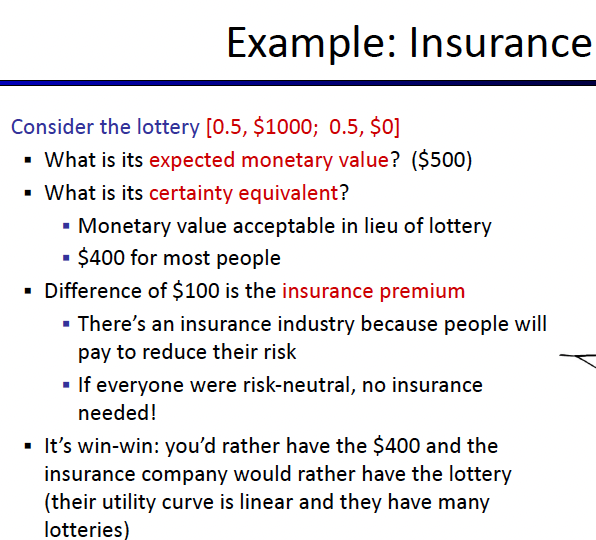 Example: Insurance
Consider the lottery [0.5, $1000;  0.5, $0]
▪ What is its expected monetary value?  ($500)
▪ What is its certainty equivalent?
▪ Monetary value acceptable in lieu of lottery
▪ $400 for most people
▪ Difference of $100 is the insurance premium
▪ There’s an insurance industry because people will
pay to reduce their risk
▪ If everyone were risk-neutral, no insurance
needed!
▪ It’s win-win: you’d rather have the $400 and the
insurance company would rather have the lottery
(their utility curve is linear and they have many
lotteries)